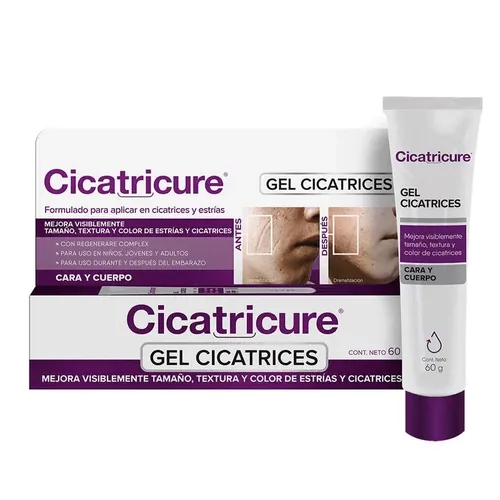 Cicatricure®
GEL CICATRICES
Formulado para aplicar en cicatrices y estrías
MEJORA VISIBLEMENTE
TAMAÑO, TEXTURA Y COLOR DE ESTRÍAS Y CICATRICES
• CON REGENERARE COMPLEX
• PARA USO EN NIÑOS, JOVENES Y ADULTOS
• PARA USO DURANTE Y DESPUÉS DEL EMBARAZO
CARA Y CUERPO
ANTES
DESPUÉS
Dramatización
Dramatización
Cicatricure®
GEL CICATRICES
CONT. NETO 60
MEJORA VISIBLEMENTE TAMAÑO, TEXTURA Y COLOR DE ESTRÍAS Y CICATRICES
Cicatricure®
GEL
CICATRICES
Mejora visiblemente
tamaño, textura y
color de cicatrices
CARA Y
CUERPO
Cont. Neto
60 g